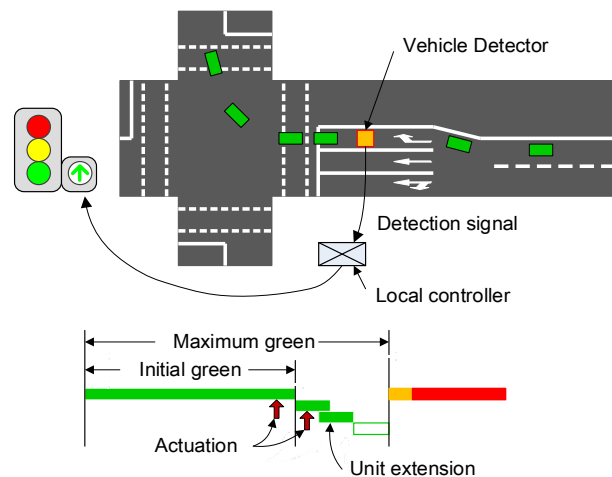 Vehicle Detector
Detection signal
Local controller
Maximum green
Initial green
Actuation
Unit extension